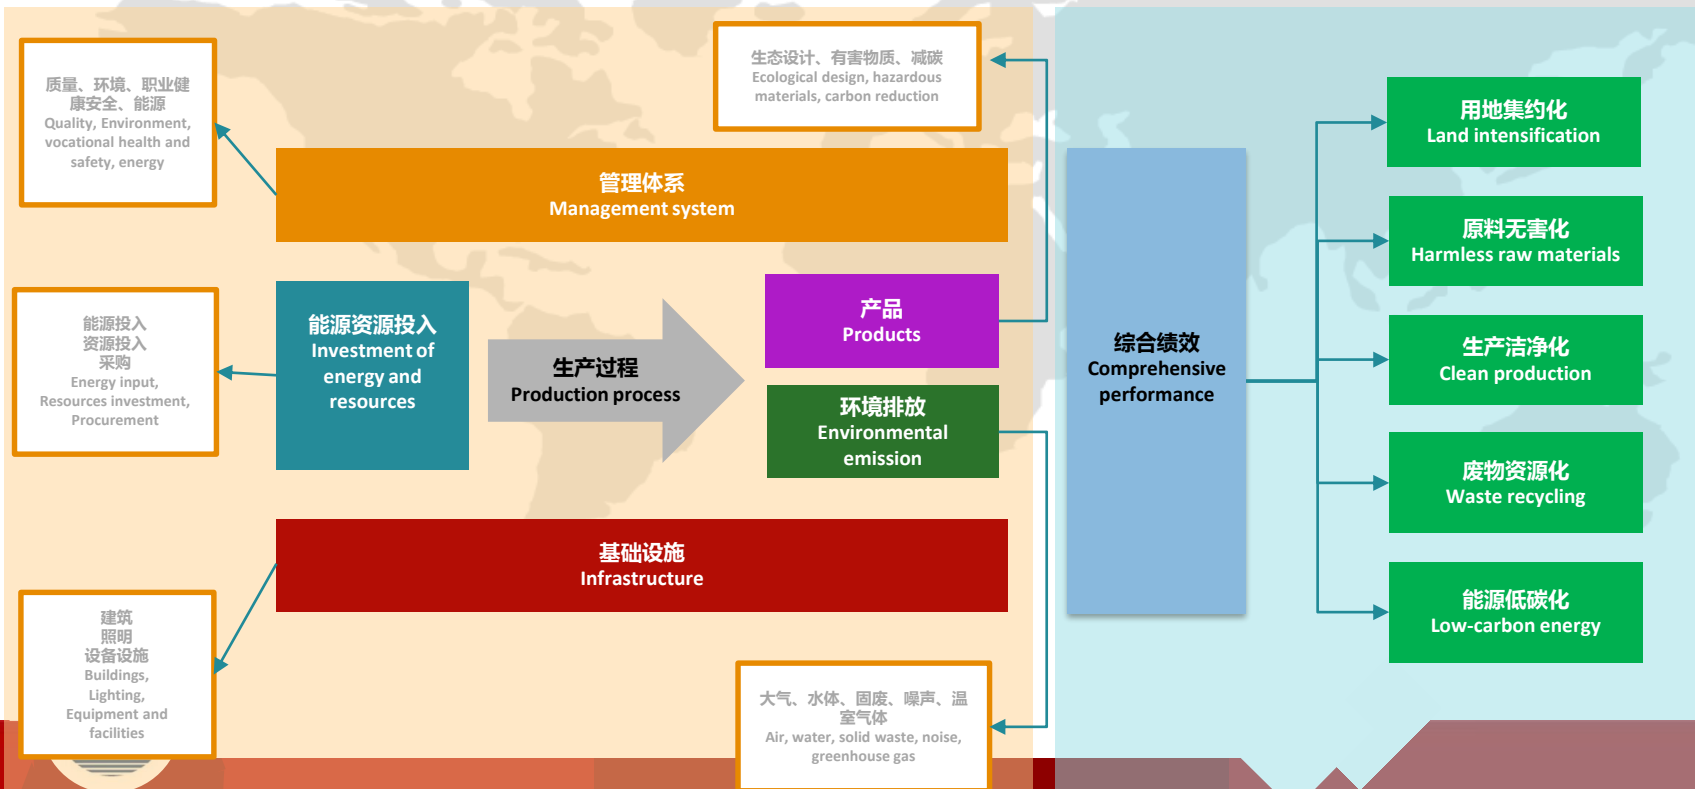 质量、环境、职业健
康安全、能源
Quality, Environment,
vocational health and
safety, energy
生态设计、有害物质、减碳
Ecological design, hazardous
materials, carbon reduction
管理体系
Management system
能源投入
资源投入
采购
Energy input,
Resources investment,
Procurement
能源资源投入
Investment of
energy and
resources
生产过程
Production process
产品
Products
环境排放
Environmental
emission
基础设施
Infrastructure
建筑
照明
设备设施
Buildings,
Lighting,
Equipment and
facilities
大气、水体、固废、噪声、温
室气体
Air, water, solid waste, noise,
greenhouse gas
综合绩效
Comprehensive
performance
用地集约化
Land intensification
原料无害化
Harmless raw materials
生产洁净化
Clean production
废物资源化
Waste recycling
能源低碳化
Low-carbon energy